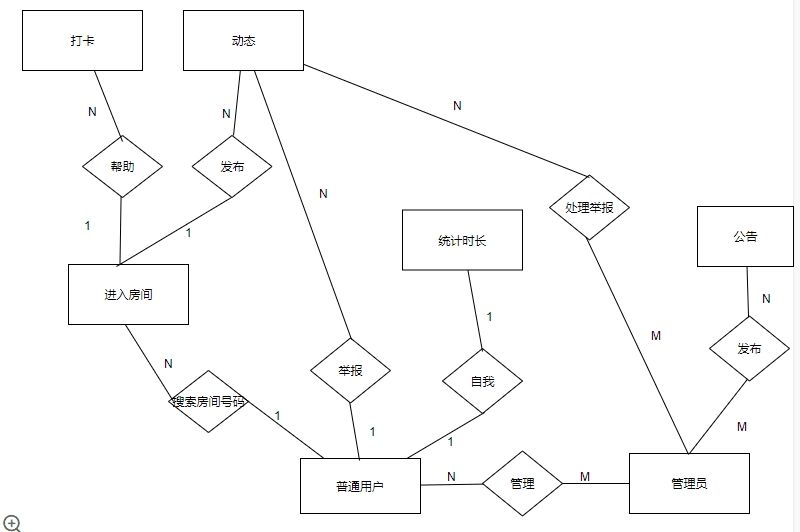 打卡
动态
N
N
N
帮助
发布
N
处理举报
1
1
统计时长
公告
进入房间
N
1
M
N
举报
自我
发布
搜索房间号码
1
1
1
M
普通用户
N
管理
M
管理员